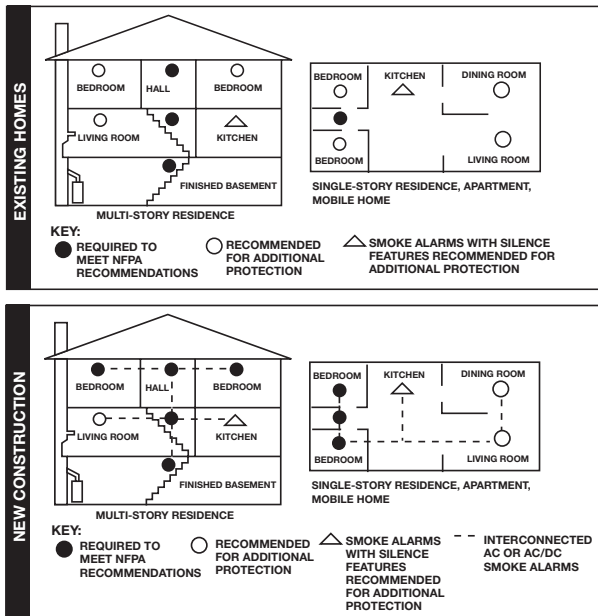 EXISTING HOMES
BEDROOM
HALL
BEDROOM
LIVING ROOM
KITCHEN
FINISHED BASEMENT
MULTI-STORY RESIDENCE
BEDROOM
KITCHEN
DINING ROOM
BEDROOM
LIVING ROOM
SINGLE-STORY RESIDENCE, APARTMENT,
MOBILE HOME
KEY:
REQUIRED TO
MEET NFPA
RECOMMENDATIONS
RECOMMENDED
FOR ADDITIONAL
PROTECTION
SMOKE ALARMS WITH SILENCE
FEATURES RECOMMENDED FOR
ADDITIONAL PROTECTION
NEW CONSTRUCTION
BEDROOM
HALL
BEDROOM
LIVING ROOM
KITCHEN
FINISHED BASEMENT
MULTI-STORY RESIDENCE
BEDROOM
KITCHEN
DINING ROOM
BEDROOM
LIVING ROOM
SINGLE-STORY RESIDENCE, APARTMENT,
MOBILE HOME
KEY:
REQUIRED TO
MEET NFPA
RECOMMENDATIONS
RECOMMENDED
FOR ADDITIONAL
PROTECTION
SMOKE ALARMS
WITH SILENCE
FEATURES
RECOMMENDED
FOR ADDITIONAL
PROTECTION
INTERCONNECTED
AC OR AC/DC
SMOKE ALARMS